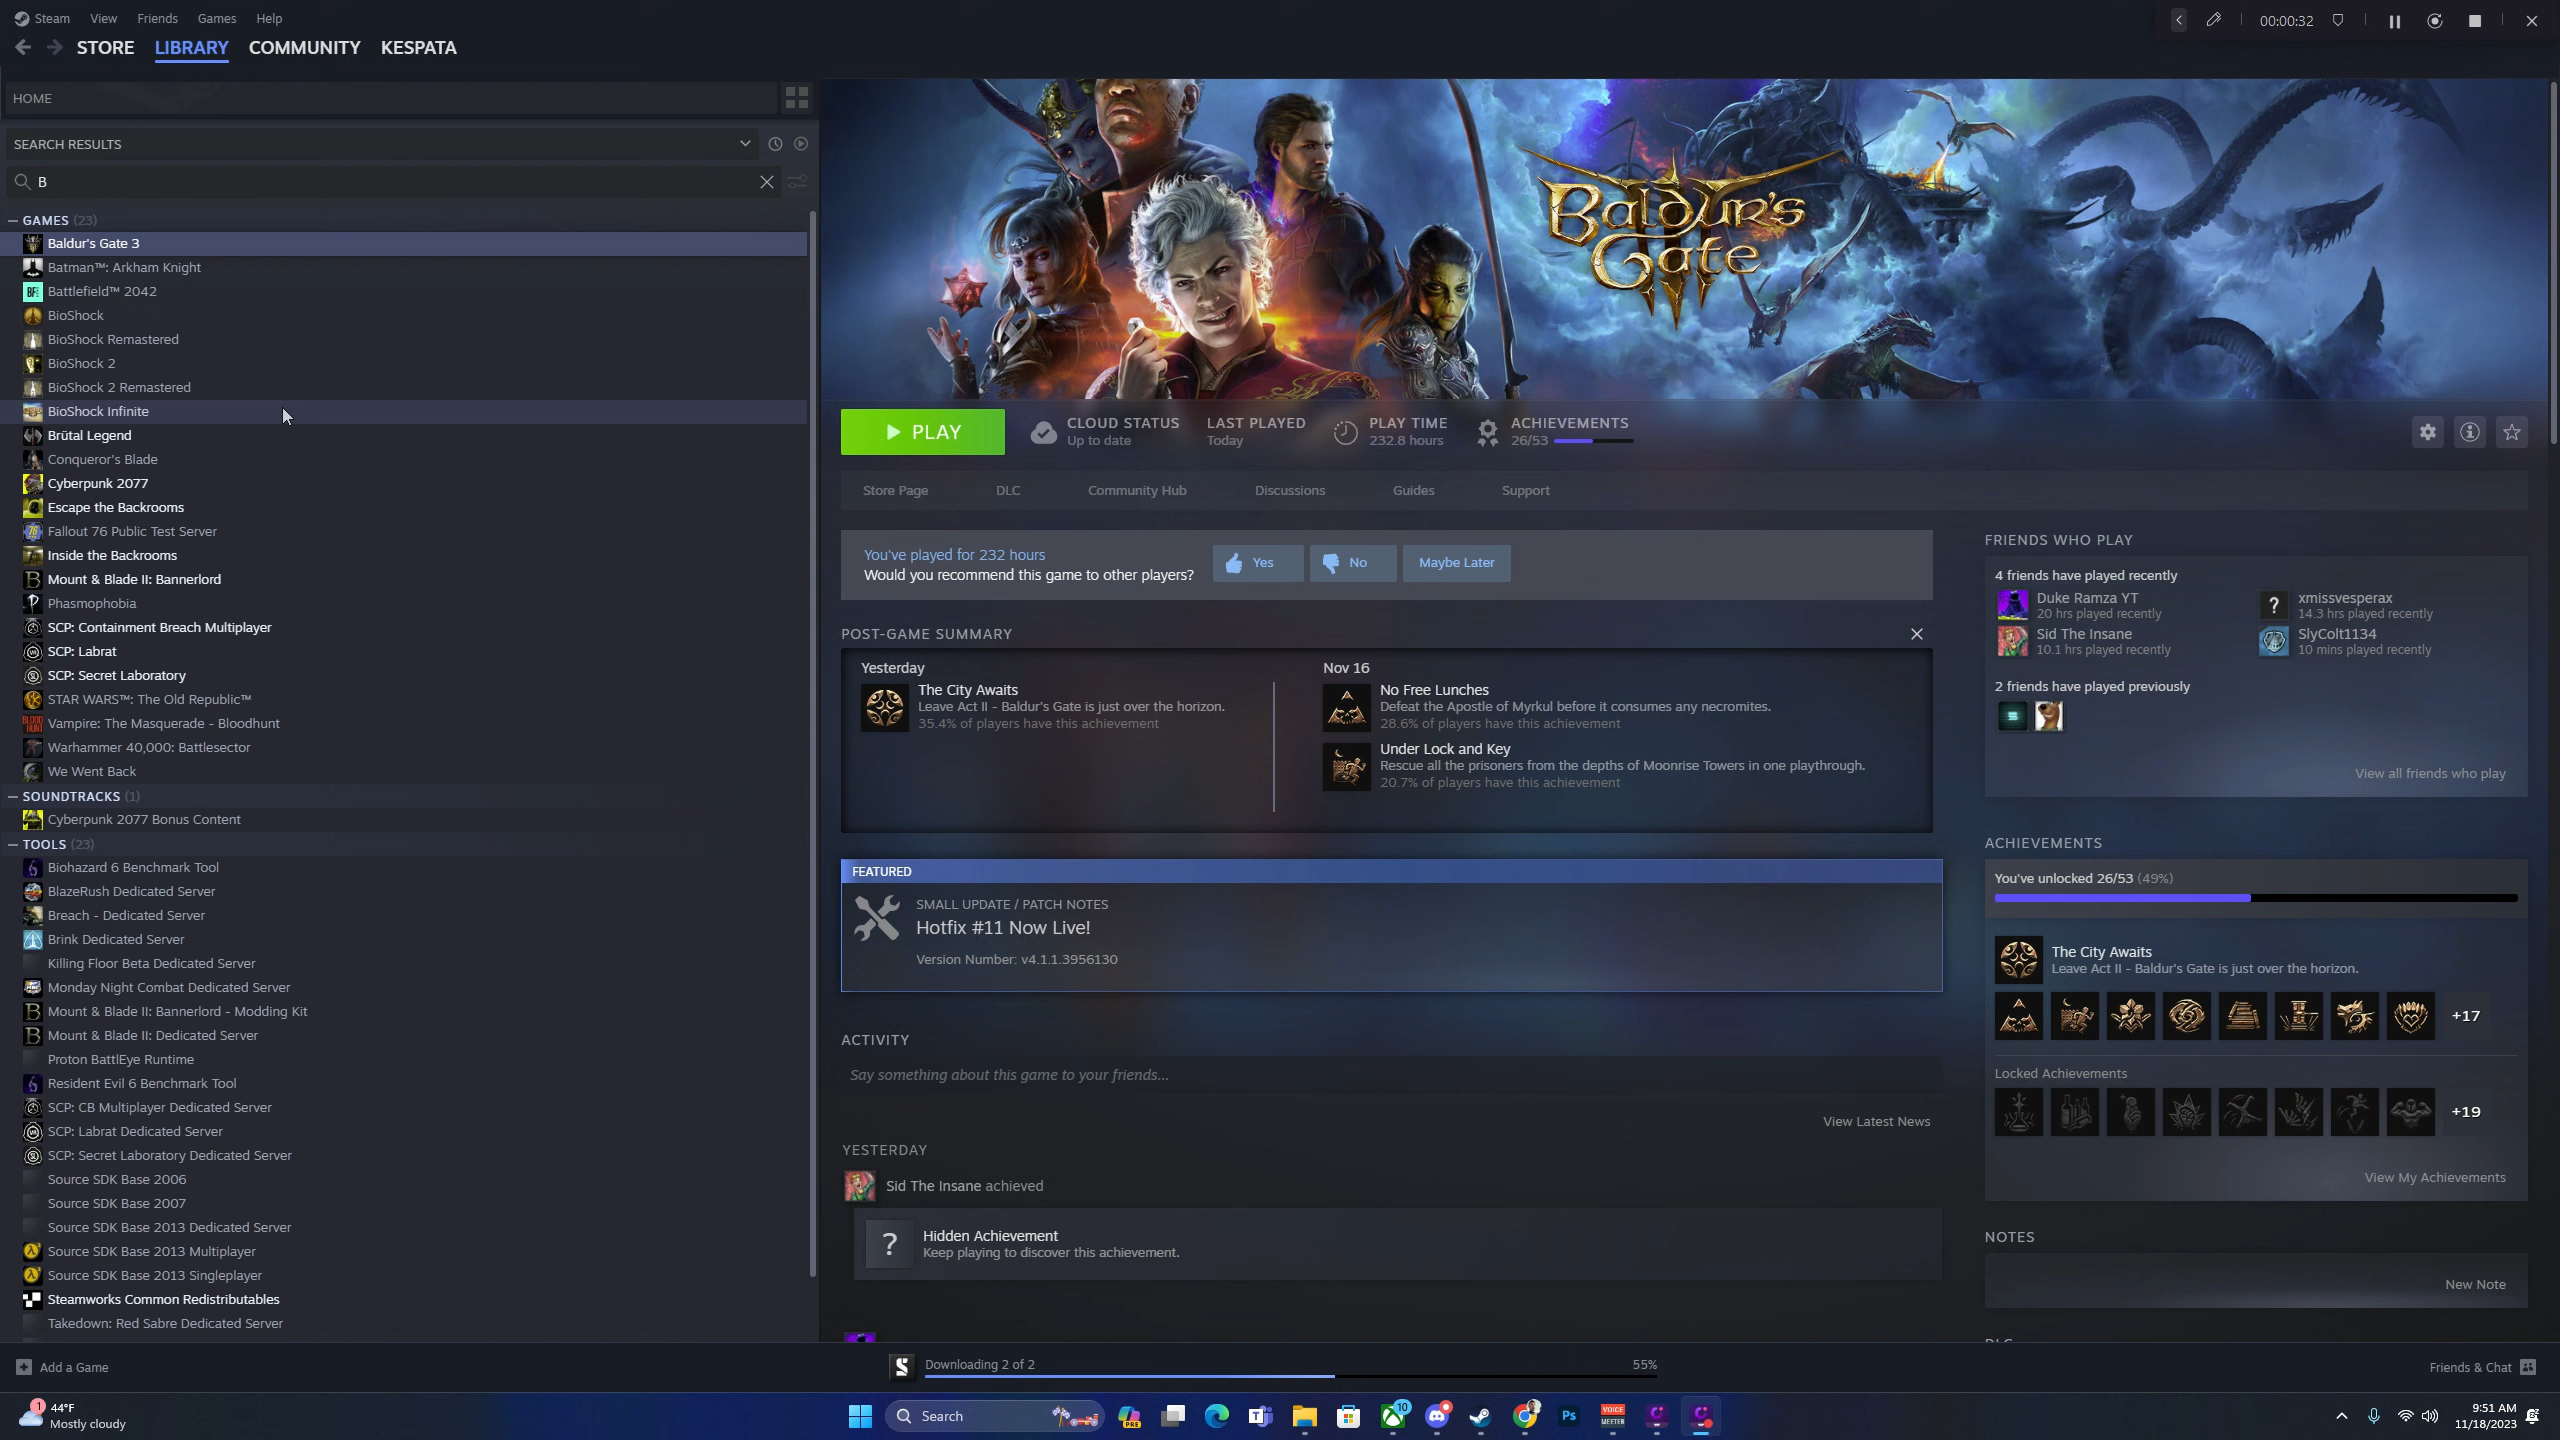 Steam View Friends Games Help
00:00:32
STORE LIBRARY COMMUNITY KESPATA
HOME
SEARCH RESULTS
B
GAMES (23)
Baldur's Gate 3
Batman™: Arkham Knight
Battlefield™ 2042
BioShock
BioShock Remastered
BioShock 2
BioShock 2 Remastered
BioShock Infinite
Brütal Legend
Conqueror's Blade
Cyberpunk 2077
Escape the Backrooms
Fallout 76 Public Test Server
Inside the Backrooms
Mount & Blade II: Bannerlord
Phasmophobia
SCP: Containment Breach Multiplayer
SCP: Labrat
SCP: Secret Laboratory
STAR WARS™: The Old Republic™
Vampire: The Masquerade - Bloodhunt
Warhammer 40,000: Battlesector
We Went Back
SOUNDTRACKS (1)
Cyberpunk 2077 Bonus Content
TOOLS (23)
Biohazard 6 Benchmark Tool
BlazeRush Dedicated Server
Breach - Dedicated Server
Brink Dedicated Server
Killing Floor Beta Dedicated Server
Monday Night Combat Dedicated Server
Mount & Blade II: Bannerlord - Modding Kit
Mount & Blade II: Dedicated Server
Proton BattlEye Runtime
Resident Evil 6 Benchmark Tool
SCP: CB Multiplayer Dedicated Server
SCP: Labrat Dedicated Server
SCP: Secret Laboratory Dedicated Server
Source SDK Base 2006
Source SDK Base 2007
Source SDK Base 2013 Dedicated Server
Source SDK Base 2013 Multiplayer
Source SDK Base 2013 Singleplayer
Steamworks Common Redistributables
Takedown: Red Sabre Dedicated Server
BALDUR'S
GATE
III
PLAY
CLOUD STATUS
Up to date
LAST PLAYED
Today
PLAY TIME
232.8 hours
ACHIEVEMENTS
26/53
Store Page DLC Community Hub Discussions Guides Support
You've played for 232 hours
Would you recommend this game to other players?
Yes No Maybe Later
POST-GAME SUMMARY
Yesterday
The City Awaits
Leave Act II - Baldur's Gate is just over the horizon.
35.4% of players have this achievement
Nov 16
No Free Lunches
Defeat the Apostle of Myrkul before it consumes any necromites.
28.6% of players have this achievement
Under Lock and Key
Rescue all the prisoners from the depths of Moonrise Towers in one playthrough.
20.7% of players have this achievement
FEATURED
SMALL UPDATE / PATCH NOTES
Hotfix #11 Now Live!
Version Number: v4.1.1.3956130
ACTIVITY
Say something about this game to your friends...
View Latest News
YESTERDAY
Sid The Insane achieved
?
Hidden Achievement
Keep playing to discover this achievement.
FRIENDS WHO PLAY
4 friends have played recently
Duke Ramza YT
20 hrs played recently
?
xmissvesperax
14.3 hrs played recently
Sid The Insane
10.1 hrs played recently
SlyColt1134
10 mins played recently
2 friends have played previously
View all friends who play
ACHIEVEMENTS
You've unlocked 26/53 (49%)
The City Awaits
Leave Act II - Baldur's Gate is just over the horizon.
+17
Locked Achievements
+19
View My Achievements
NOTES
New Note
Add a Game
Downloading 2 of 2 55%
Friends & Chat
1
44°F
Mostly cloudy
Search
PRE
10
Ps
VOICE
MEETER
9:51 AM
11/18/2023